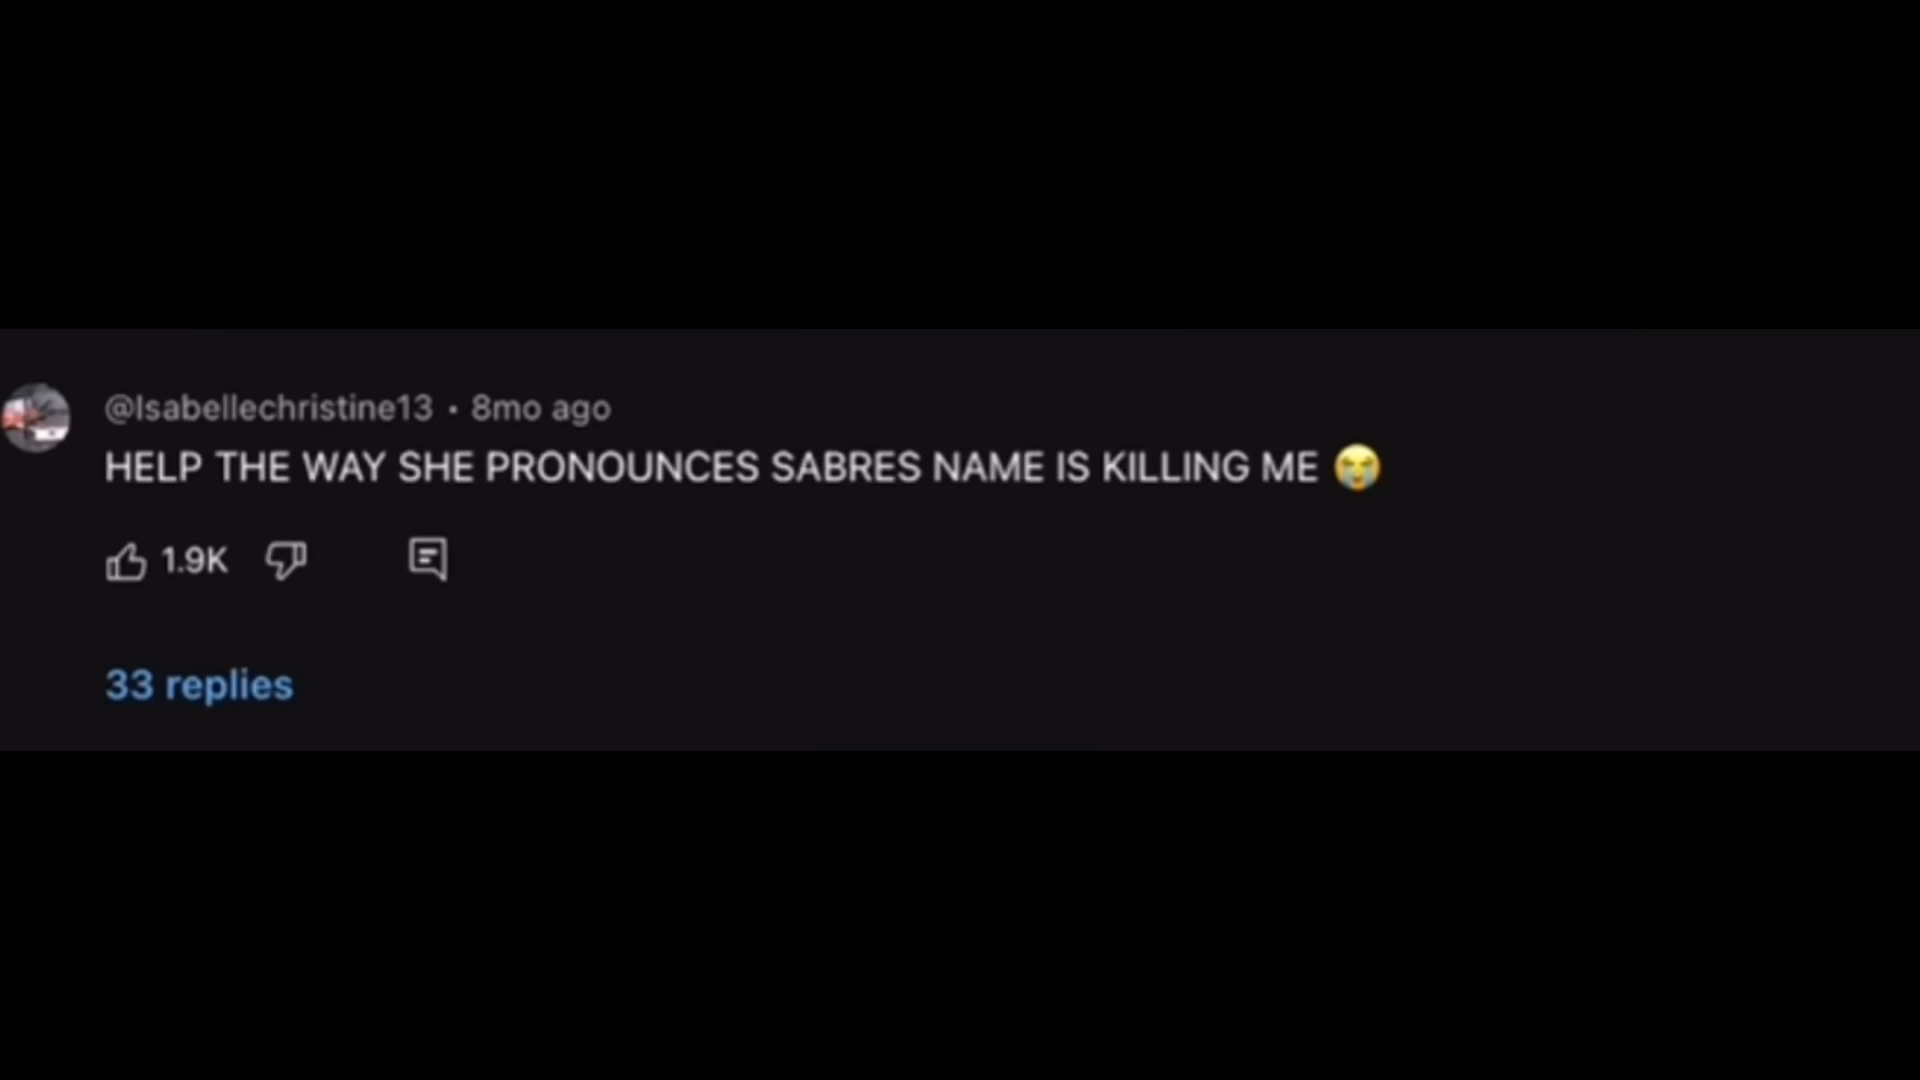 @Isabellechristine13 · 8mo ago
HELP THE WAY SHE PRONOUNCES SABRES NAME IS KILLING ME 😭
1.9K
33 replies